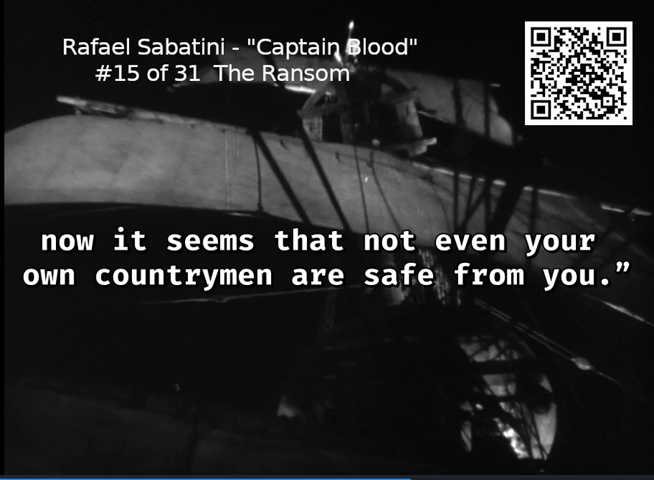 Rafael Sabatini - "Captain Blood"
#15 of 31  The Ransom
now it seems that not even your
own countrymen are safe from you.”